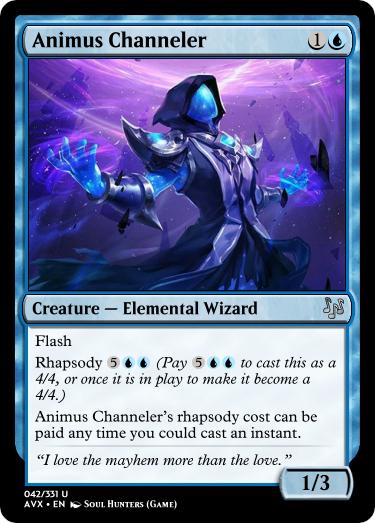 Animus Channeler 1
Creature — Elemental Wizard
Flash
Rhapsody 5 (Pay 5 to cast this as a
4/4, or once it is in play to make it become a
4/4.)
Animus Channeler's rhapsody cost can be
paid any time you could cast an instant.
"I love the mayhem more than the love."
1/3
042/331 U
AVX • EN Soul Hunters (Game)